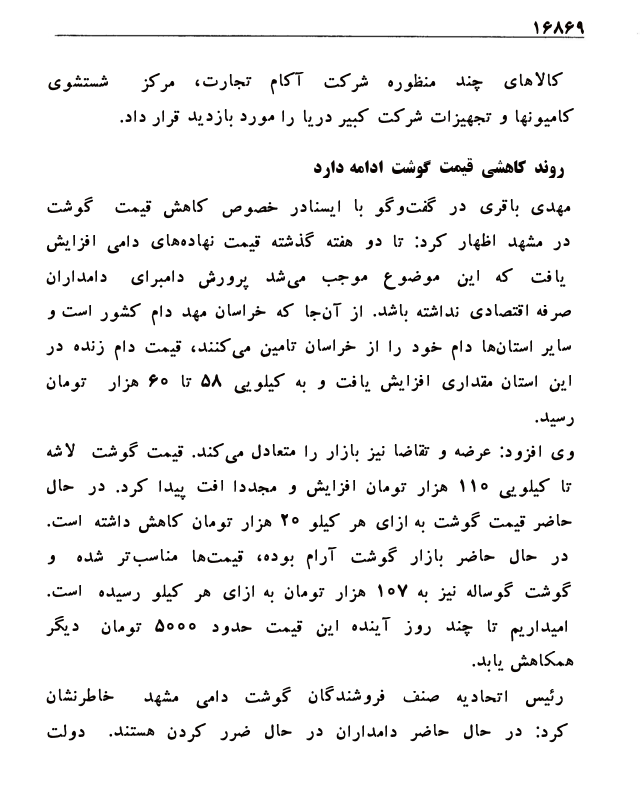 ۱۶۸۶۹
کالاهای چند منظوره شرکت آکام تجارت، مرکز شستشوی
کامیونها و تجهیزات شرکت کبیر دریا را مورد بازدید قرار داد.
روند کاهشی قیمت گوشت ادامه دارد
مهدی باقری در گفت‌وگو با ایسنادر خصوص کاهش قیمت گوشت
در مشهد اظهار کرد: تا دو هفته گذشته قیمت نهاده‌های دامی افزایش
یافت که این موضوع موجب می‌شد پرورش دامبرای دامداران
صرفه اقتصادی نداشته باشد. از آن‌جا که خراسان مهد دام کشور است و
سایر استان‌ها دام خود را از خراسان تامین می‌کنند، قیمت دام زنده در
این استان مقداری افزایش یافت و به کیلویی ۵۸ تا ۶۰ هزار تومان
رسید.
وی افزود: عرضه و تقاضا نیز بازار را متعادل می‌کند. قیمت گوشت لاشه
تا کیلویی ۱۱۰ هزار تومان افزایش و مجددا افت پیدا کرد. در حال
حاضر قیمت گوشت به ازای هر کیلو ۲۰ هزار تومان کاهش داشته است.
در حال حاضر بازار گوشت آرام بوده، قیمت‌ها مناسب‌تر شده و
گوشت گوساله نیز به ۱۰۷ هزار تومان به ازای هر کیلو رسیده است.
امیداریم تا چند روز آینده این قیمت حدود ۵۰۰۰ تومان دیگر
همکاهش یابد.
رئیس اتحادیه صنف فروشندگان گوشت دامی مشهد خاطرنشان
کرد: در حال حاضر دامداران در حال ضرر کردن هستند. دولت